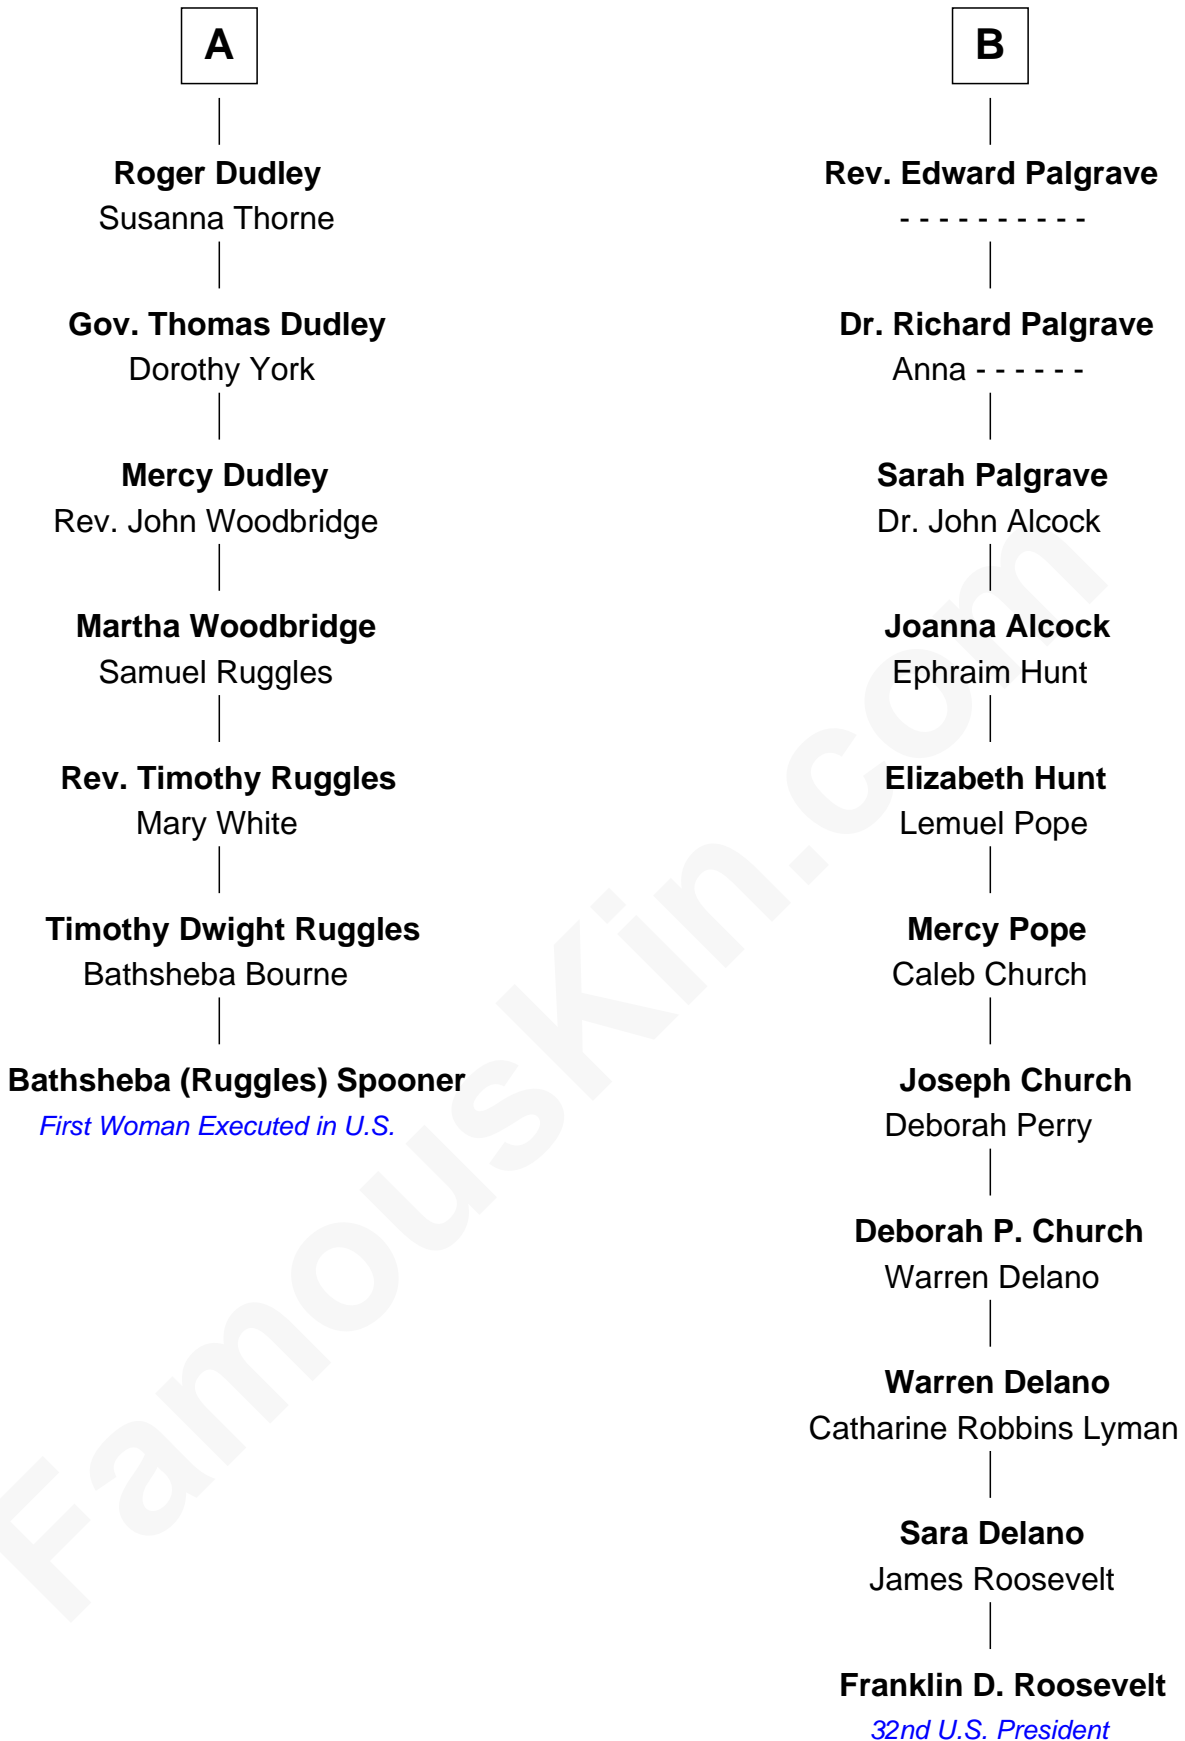 A
Roger Dudley
Susanna Thorne
Gov. Thomas Dudley
Dorothy York
Mercy Dudley
Rev. John Woodbridge
Martha Woodbridge
Samuel Ruggles
Rev. Timothy Ruggles
Mary White
Timothy Dwight Ruggles
Bathsheba Bourne
Bathsheba (Ruggles) Spooner
First Woman Executed in U.S.
B
Rev. Edward Palgrave
- - - - - - - - - -
Dr. Richard Palgrave
Anna - - - - - -
Sarah Palgrave
Dr. John Alcock
Joanna Alcock
Ephraim Hunt
Elizabeth Hunt
Lemuel Pope
Mercy Pope
Caleb Church
Joseph Church
Deborah Perry
Deborah P. Church
Warren Delano
Warren Delano
Catharine Robbins Lyman
Sara Delano
James Roosevelt
Franklin D. Roosevelt
32nd U.S. President
FamousKin.com